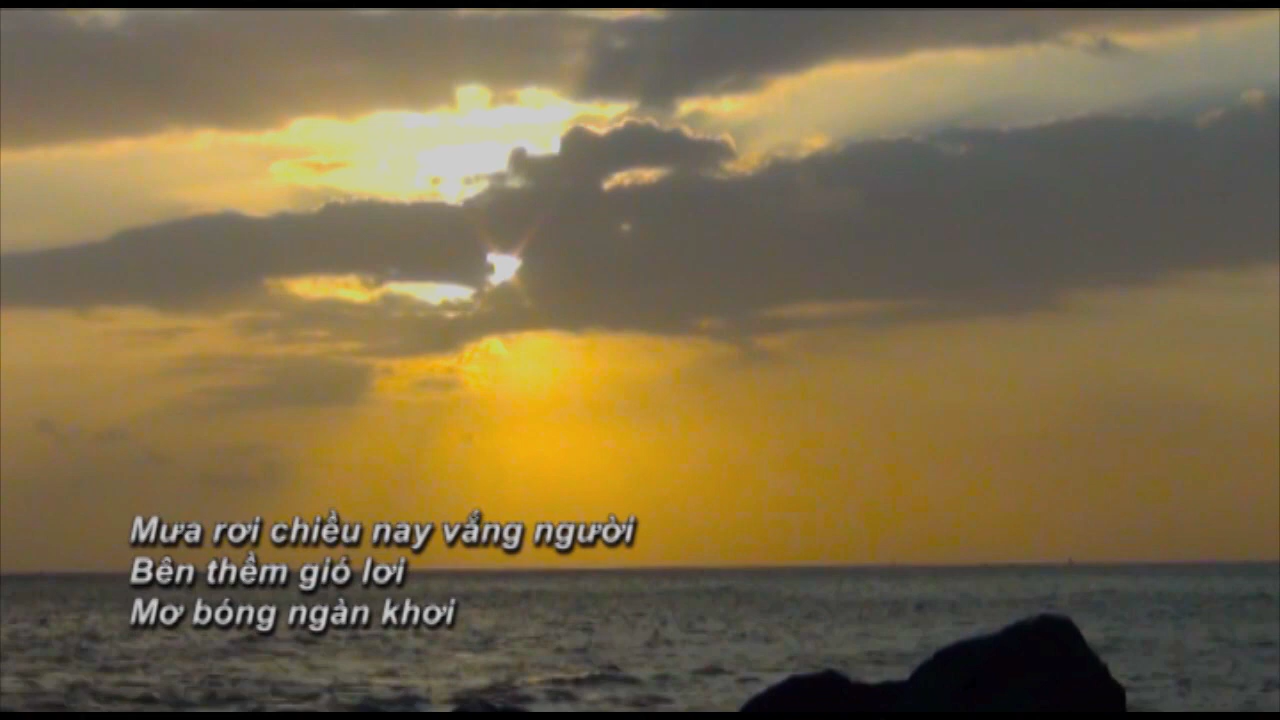 Mưa rơi chiều nay vắng người
Bên thềm gió lơi
Mơ bóng ngàn khơi